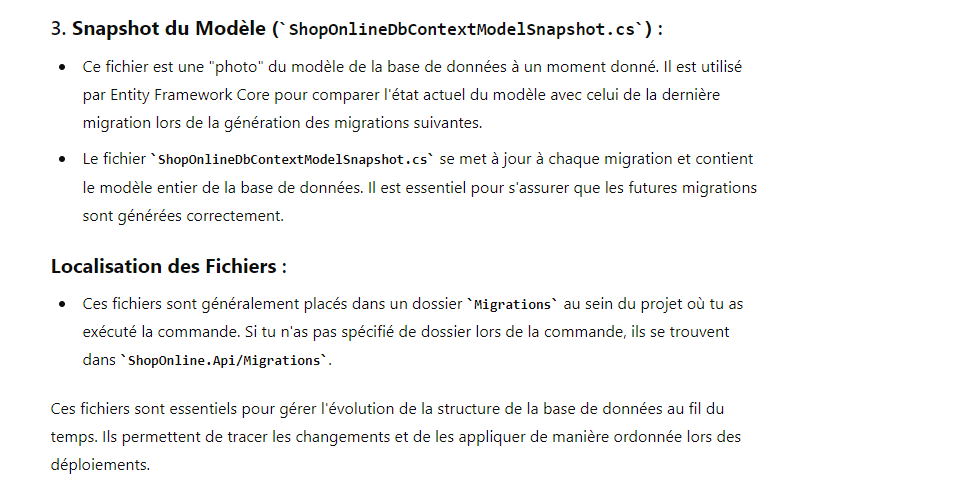 3. Snapshot du Modèle (`ShopOnlineDbContextModelSnapshot.cs`) :
• Ce fichier est une "photo" du modèle de la base de données à un moment donné. Il est utilisé
par Entity Framework Core pour comparer l'état actuel du modèle avec celui de la dernière
migration lors de la génération des migrations suivantes.
• Le fichier `ShopOnlineDbContextModelSnapshot.cs` se met à jour à chaque migration et contient
le modèle entier de la base de données. Il est essentiel pour s'assurer que les futures migrations
sont générées correctement.
Localisation des Fichiers :
• Ces fichiers sont généralement placés dans un dossier `Migrations` au sein du projet où tu as
exécuté la commande. Si tu n'as pas spécifié de dossier lors de la commande, ils se trouvent
dans `ShopOnline.Api/Migrations`.
Ces fichiers sont essentiels pour gérer l'évolution de la structure de la base de données au fil du
temps. Ils permettent de tracer les changements et de les appliquer de manière ordonnée lors des
déploiements.